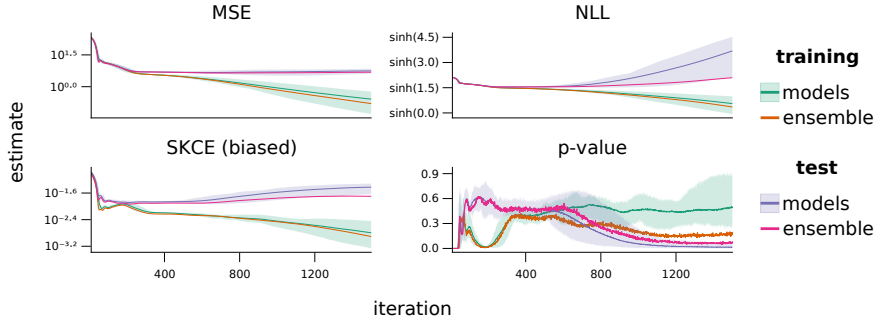 MSE
NLL
10^1.5
10^0.0
sinh(4.5)
sinh(3.0)
sinh(1.5)
sinh(0.0)
training
models
ensemble
estimate
SKCE (biased)
p-value
10^-1.6
10^-2.4
10^-3.2
0.9
0.6
0.3
0.0
test
models
ensemble
400
800
1200
400
800
1200
iteration